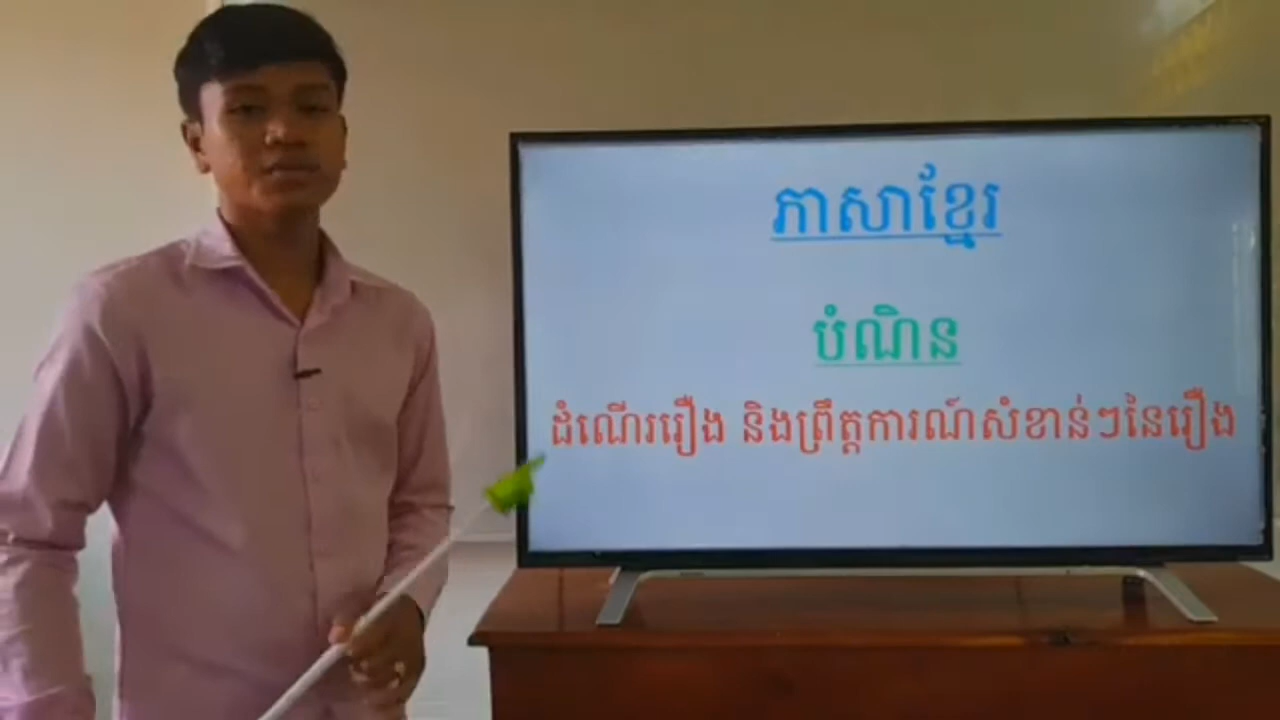 ភាសាខ្មែរ
បំណិន
ដំណើររឿង និងព្រឹត្តការណ៍សំខាន់ៗនៃរឿង